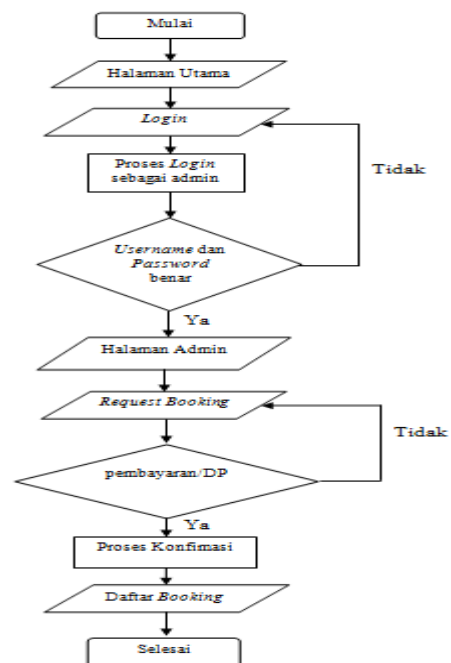 Mulai
Halaman Utama
Login
Proses Login
sebagai admin
Tidak
Username dan
Password
benar
Ya
Halaman Admin
Request Booking
Tidak
pembayaran/DP
Ya
Proses Konfimasi
Daftar Booking
Selesai